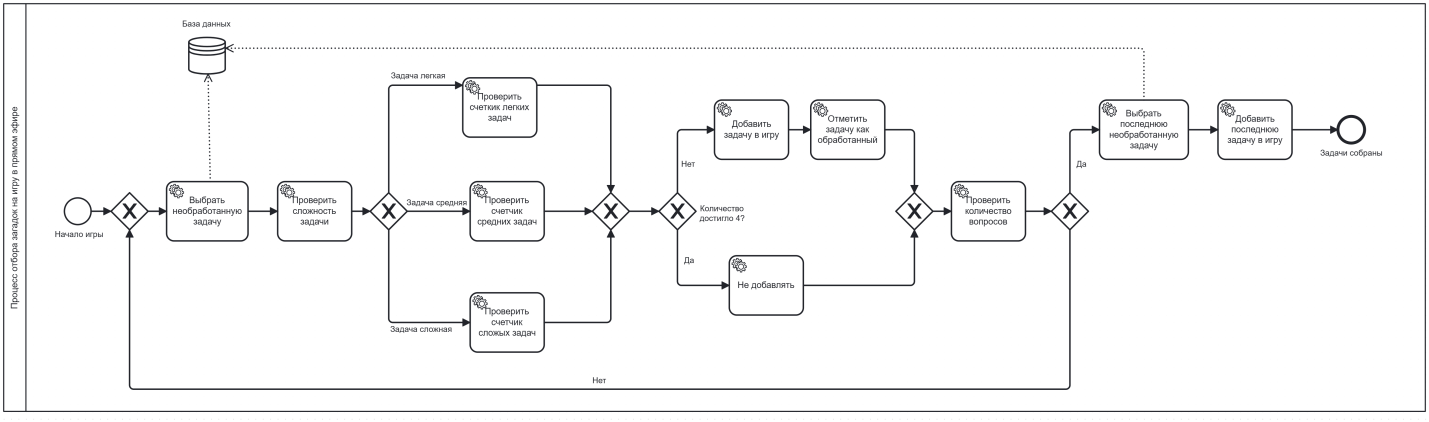 Процесс отбора загадок на игру в прямом эфире
База данных
Начало игры
Выбрать
необработанную
задачу
Проверить
сложность
задачи
Задача легкая
Проверить
счеткик легких
задач
Задача средняя
Проверить
счетчик
средних задач
Задача сложная
Проверить
счетчик
сложых задач
Количество
достигло 4?
Нет
Добавить
задачу в игру
Отметить
задачу как
обработанный
Да
Не добавлять
Проверить
количество
вопросов
Да
Выбрать
последнюю
необработанную
задачу
Добавить
последнюю
задачу в игру
Задачи собраны
Нет